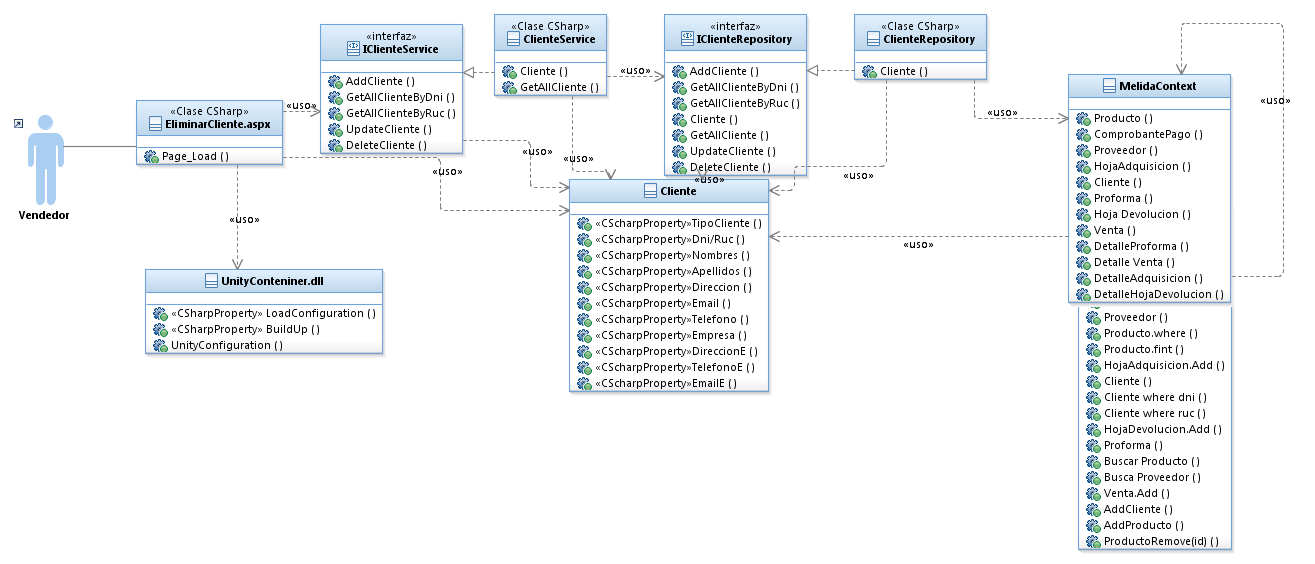 Vendedor
«Clase CSharp»
EliminarCliente.aspx
Page_Load ()
«uso»
«uso»
«uso»
UnityConteniner.dll
«CSharpProperty» LoadConfiguration ()
«CSharpProperty» BuildUp ()
UnityConfiguration ()
«interfaz»
IClienteService
AddCliente ()
GetAllClienteByDni ()
GetAllClienteByRuc ()
UpdateCliente ()
DeleteCliente ()
«uso»
«Clase CSharp»
ClienteService
Cliente ()
GetAllCliente ()
«uso»
«uso»
«interfaz»
IClienteRepository
AddCliente ()
GetAllClienteByDni ()
GetAllClienteByRuc ()
Cliente ()
GetAllCliente ()
UpdateCliente ()
DeleteCliente ()
«uso»
«Clase CSharp»
ClienteRepository
Cliente ()
«uso»
«uso»
Cliente
«CScharpProperty»TipoCliente ()
«CScharpProperty»Dni/Ruc ()
«CScharpProperty»Nombres ()
«CScharpProperty»Apellidos ()
«CScharpProperty»Direccion ()
«CScharpProperty»Email ()
«CScharpProperty»Telefono ()
«CScharpProperty»Empresa ()
«CScharpProperty»DireccionE ()
«CScharpProperty»TelefonoE ()
«CScharpProperty»EmailE ()
«uso»
MelidaContext
Producto ()
ComprobantePago ()
Proveedor ()
HojaAdquisicion ()
Cliente ()
Proforma ()
Hoja Devolucion ()
Venta ()
DetalleProforma ()
Detalle Venta ()
DetalleAdquisicion ()
DetalleHojaDevolucion ()
«uso»
Proveedor ()
Producto.where ()
Producto.fint ()
HojaAdquisicion.Add ()
Cliente ()
Cliente where dni ()
Cliente where ruc ()
HojaDevolucion.Add ()
Proforma ()
Buscar Producto ()
Busca Proveedor ()
Venta.Add ()
AddCliente ()
AddProducto ()
ProductoRemove(id) ()